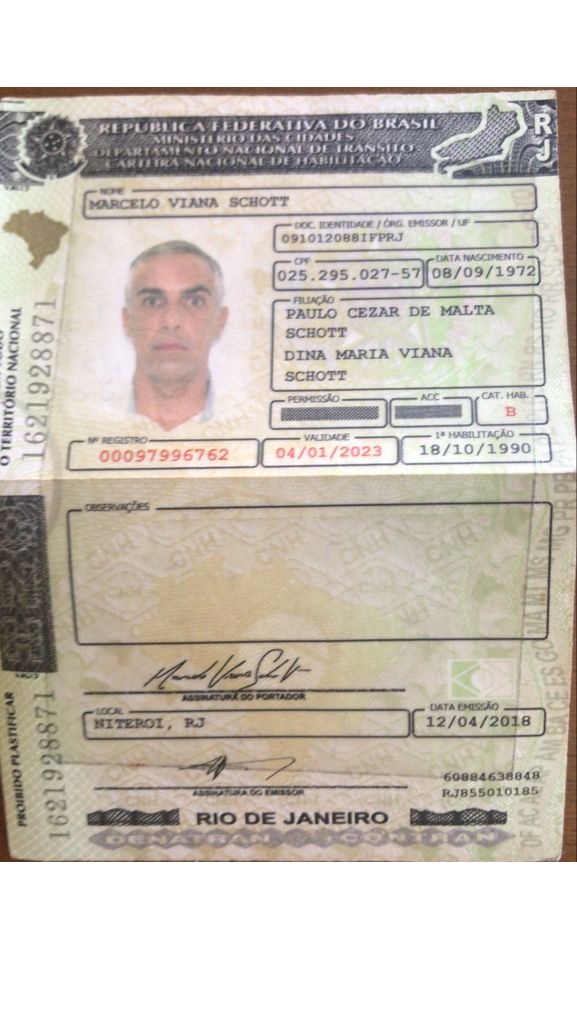 REPÚBLICA FEDERATIVA DO BRASIL
MINISTÉRIO DAS CIDADES
DEPARTAMENTO NACIONAL DE TRÂNSITO
CARTEIRA NACIONAL DE HABILITAÇÃO
RJ
NOME
MARCELO VIANA SCHOTT
DOC. IDENTIDADE / ÓRG. EMISSOR / UF
091012088IFPRJ
CPF
025.295.027-57
DATA NASCIMENTO
08/09/1972
FILIAÇÃO
PAULO CEZAR DE MALTA
SCHOTT
DINA MARIA VIANA
SCHOTT
PERMISSÃO
ACC
CAT. HAB.
B
Nº REGISTRO
00097996762
VALIDADE
04/01/2023
1ª HABILITAÇÃO
18/10/1990
O TERRITÓRIO NACIONAL
1621928871
OBSERVAÇÕES
Marcelo Viana Schott
ASSINATURA DO PORTADOR
LOCAL
NITEROI, RJ
DATA EMISSÃO
12/04/2018
ASSINATURA DO EMISSOR
60884638848
RJ855010185
PROIBIDO PLASTIFICAR
1621928871
RIO DE JANEIRO
DENATRAN CONTRAN